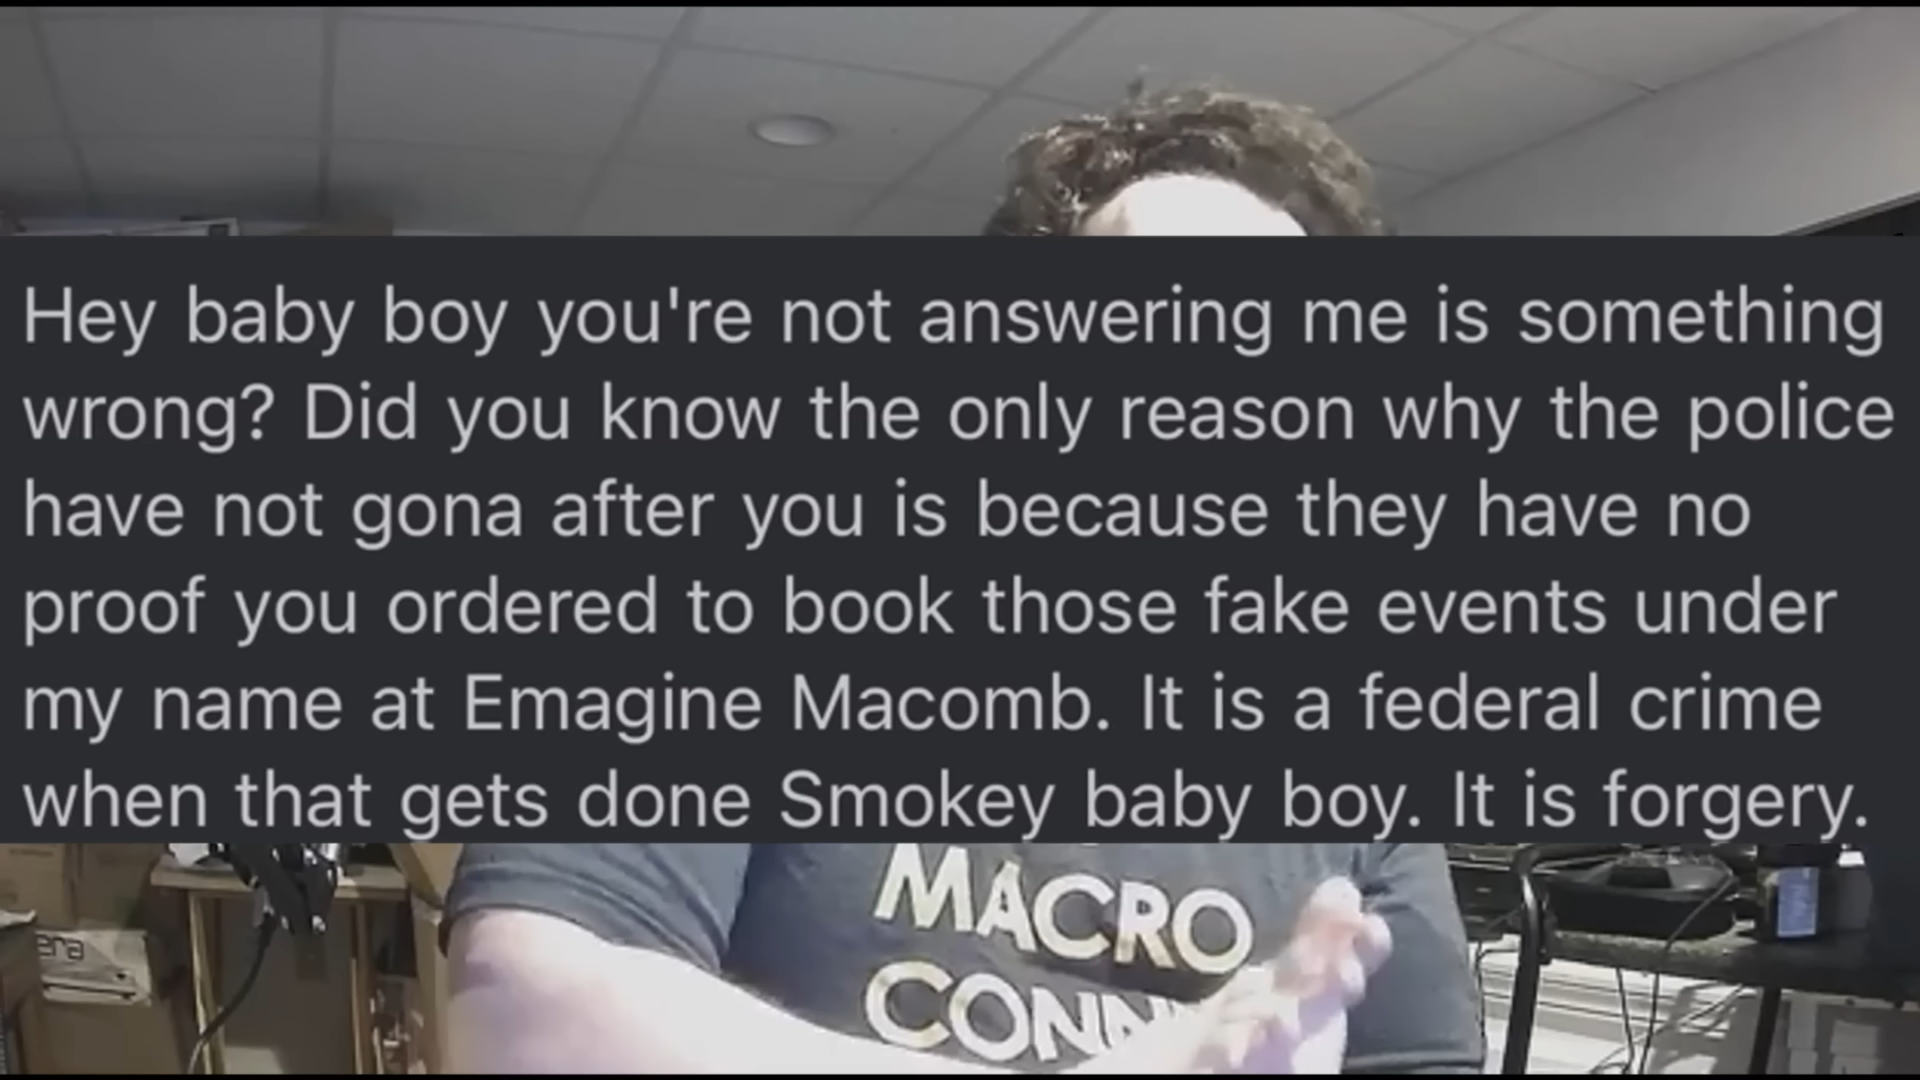 Hey baby boy you're not answering me is something
wrong? Did you know the only reason why the police
have not gona after you is because they have no
proof you ordered to book those fake events under
my name at Emagine Macomb. It is a federal crime
when that gets done Smokey baby boy. It is forgery.
MACRO
ena